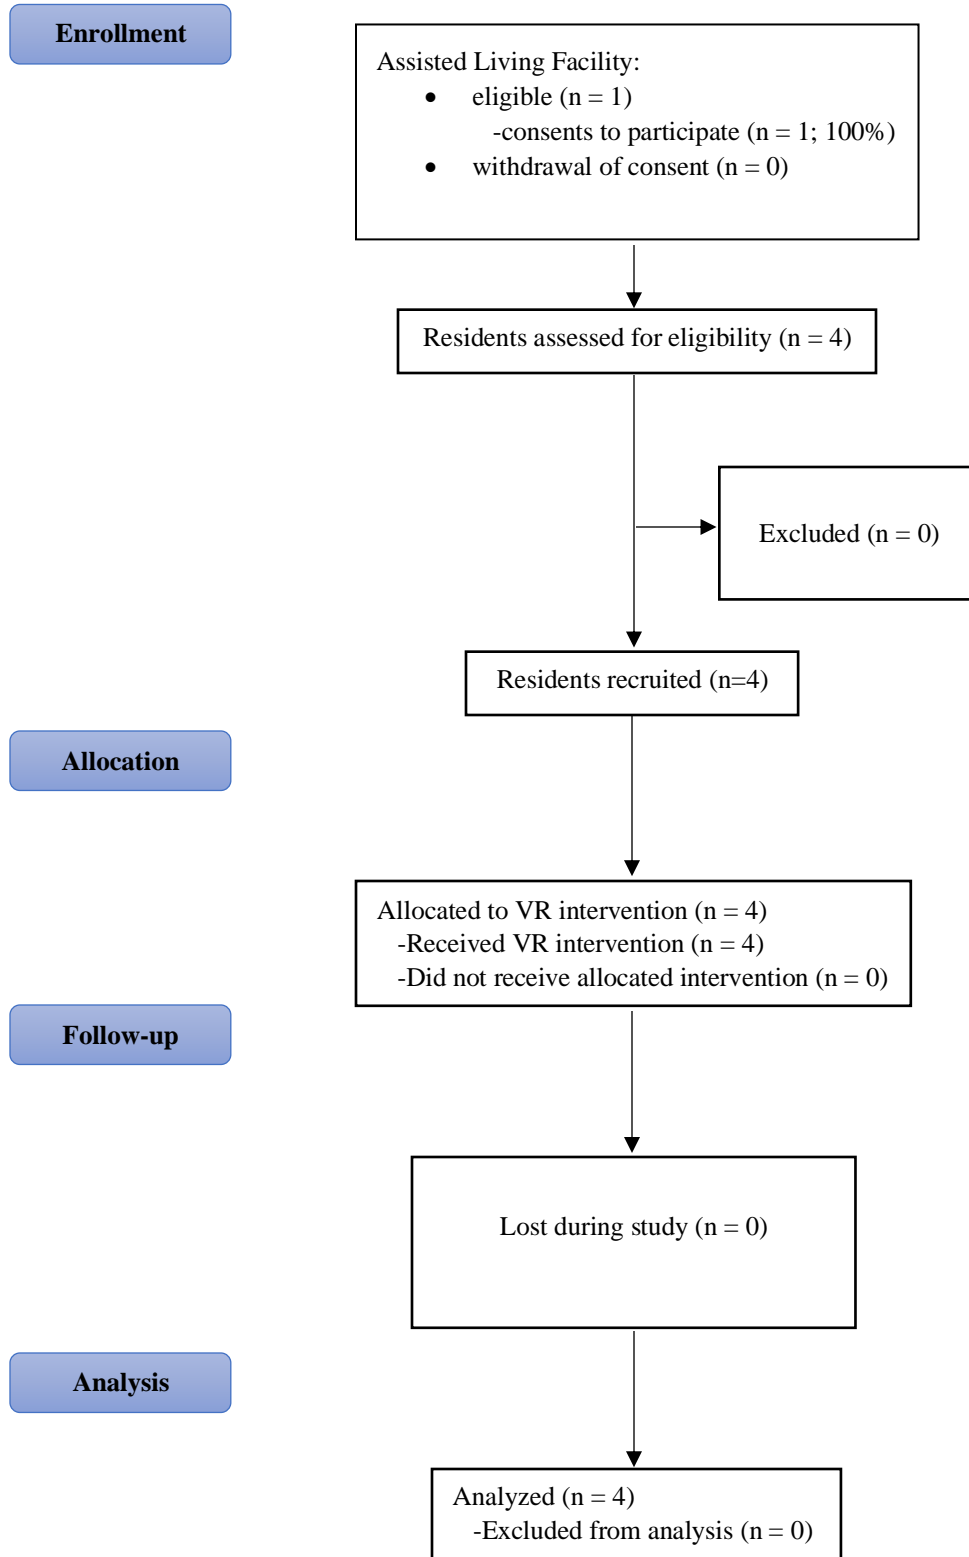 Enrollment
Assisted Living Facility:
• eligible (n = 1)
-consents to participate (n = 1; 100%)
• withdrawal of consent (n = 0)
Residents assessed for eligibility (n = 4)
Excluded (n = 0)
Residents recruited (n=4)
Allocation
Allocated to VR intervention (n = 4)
-Received VR intervention (n = 4)
-Did not receive allocated intervention (n = 0)
Follow-up
Lost during study (n = 0)
Analysis
Analyzed (n = 4)
-Excluded from analysis (n = 0)